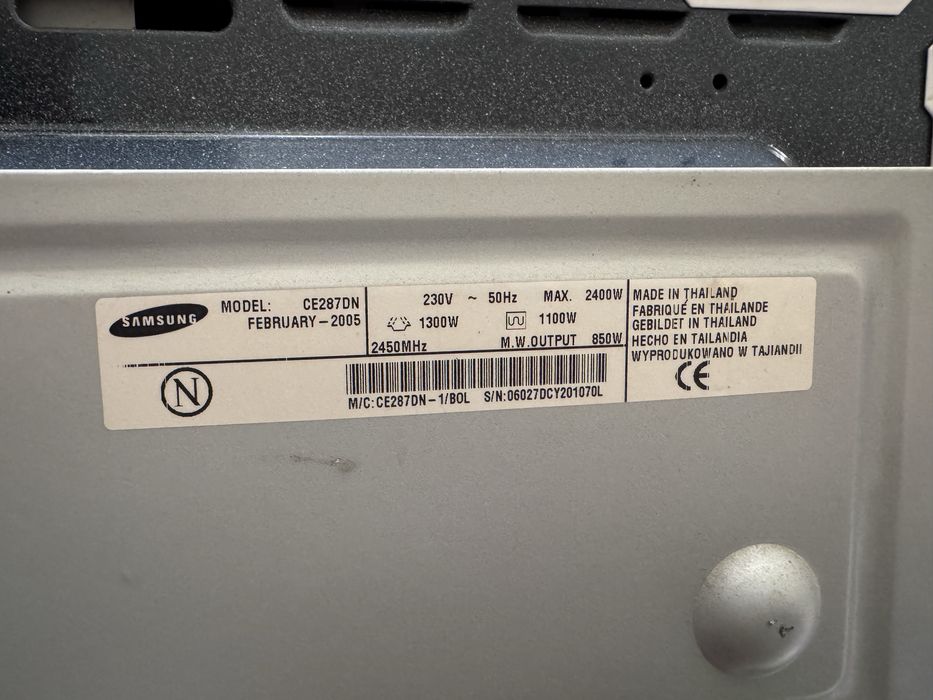 SAMSUNG
MODEL: CE287DN
FEBRUARY-2005
230V ~ 50Hz MAX. 2400W
1300W 1100W
2450MHz M.W.OUTPUT 850W
N
M/C:CE287DN-1/BOL S/N:06027DCY201070L
MADE IN THAILAND
FABRIQUÉ EN THAILANDE
GEBILDET IN THAILAND
HECHO EN TAILANDIA
WYPRODUKOWANO W TAJIANDII
CE